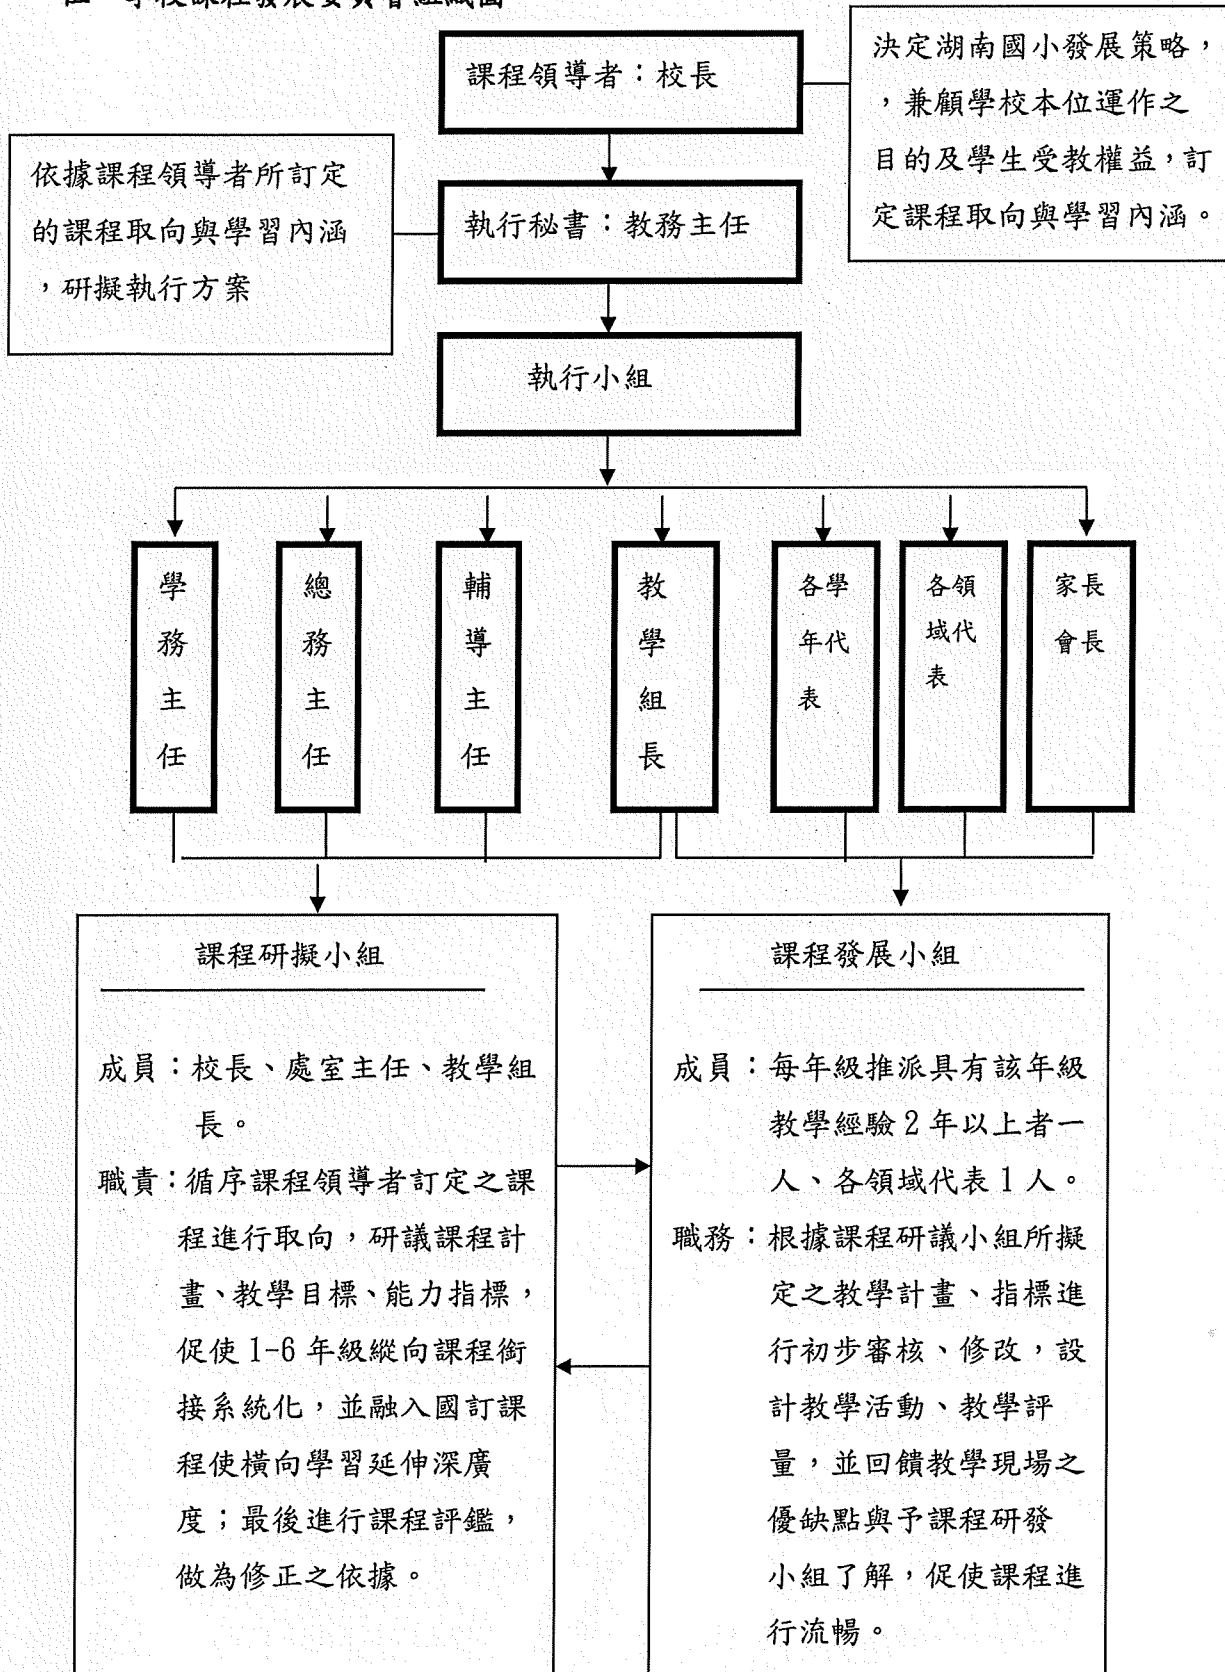 課程領導者：校長
決定湖南國小發展策略，
，兼顧學校本位運作之
目的及學生受教權益，訂
定課程取向與學習內涵。
依據課程領導者所訂定
的課程取向與學習內涵
，研擬執行方案
執行秘書：教務主任
執行小組
學務主任
總務主任
輔導主任
教學組長
各學
年代
表
各領
域代
表
家長
會長
課程研擬小組
成員：校長、處室主任、教學組
長。
職責：循序課程領導者訂定之課
程進行取向，研議課程計
畫、教學目標、能力指標，
促使 1-6 年級縱向課程銜
接系統化，並融入國訂課
程使橫向學習延伸深廣
度；最後進行課程評鑑，
做為修正之依據。
課程發展小組
成員：每年級推派具有該年級
教學經驗 2 年以上者一
人、各領域代表 1 人。
職務：根據課程研議小組所擬
定之教學計畫、指標進
行初步審核、修改，設
計教學活動、教學評
量，並回饋教學現場之
優缺點與予課程研發
小組了解，促使課程進
行流暢。